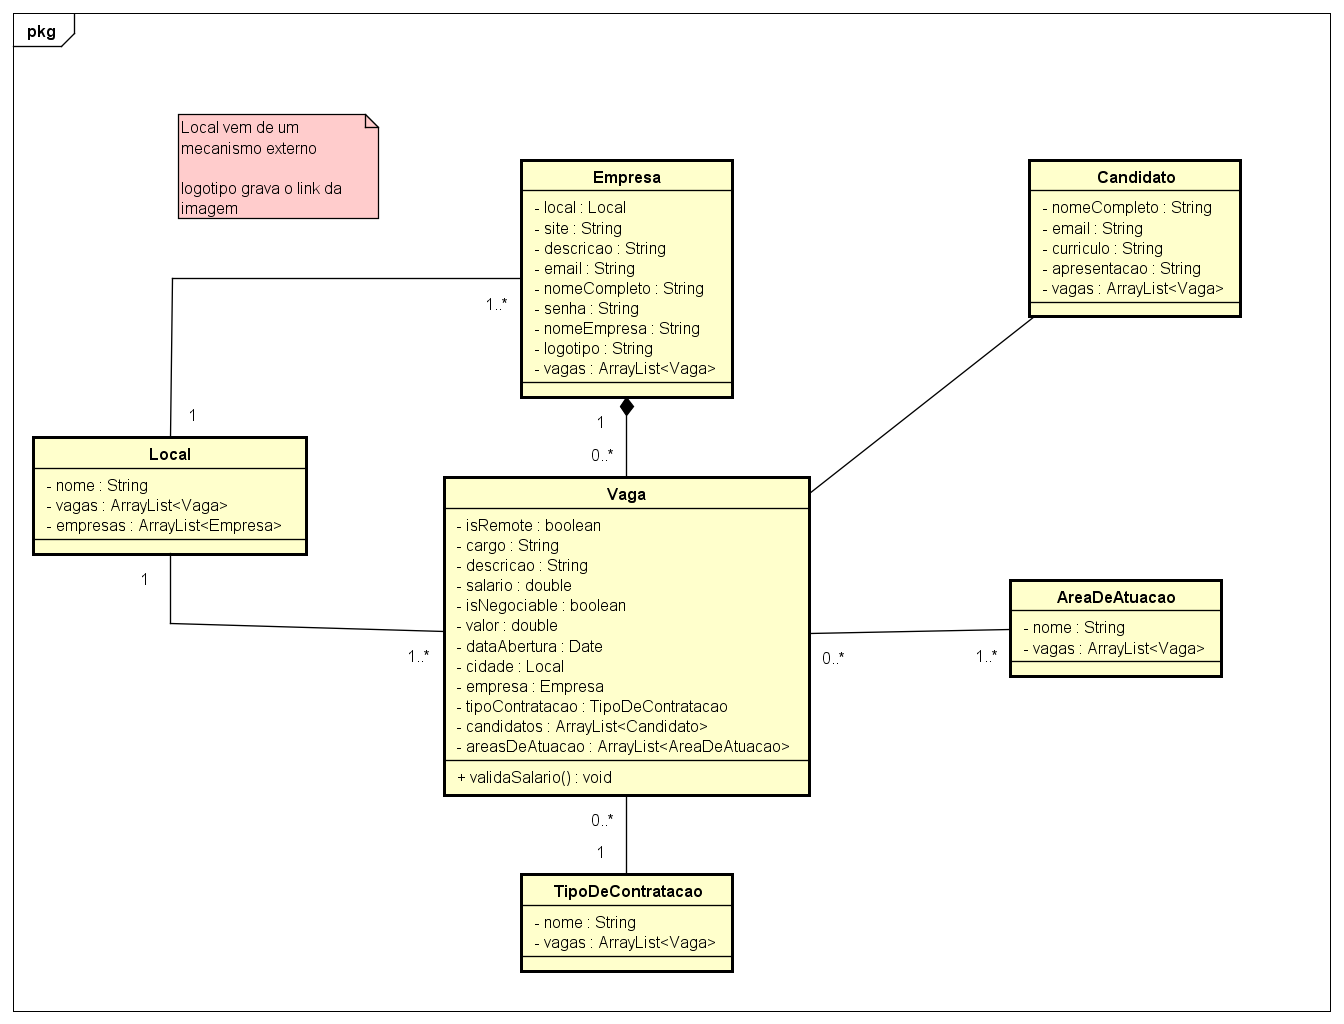 pkg
Local vem de um
mecanismo externo
logotipo grava o link da
imagem
Empresa
- local : Local
- site : String
- descricao : String
- email : String
- nomeCompleto : String
- senha : String
- nomeEmpresa : String
- logotipo : String
- vagas : ArrayList<Vaga>
Candidato
- nomeCompleto : String
- email : String
- curriculo : String
- apresentacao : String
- vagas : ArrayList<Vaga>
1..*
1
1
0..*
Local
- nome : String
- vagas : ArrayList<Vaga>
- empresas : ArrayList<Empresa>
1
1..*
Vaga
- isRemote : boolean
- cargo : String
- descricao : String
- salario : double
- isNegociable : boolean
- valor : double
- dataAbertura : Date
- cidade : Local
- empresa : Empresa
- tipoContratacao : TipoDeContratacao
- candidatos : ArrayList<Candidato>
- areasDeAtuacao : ArrayList<AreaDeAtuacao>
+ validaSalario() : void
0..*
1..*
AreaDeAtuacao
- nome : String
- vagas : ArrayList<Vaga>
0..*
1
TipoDeContratacao
- nome : String
- vagas : ArrayList<Vaga>